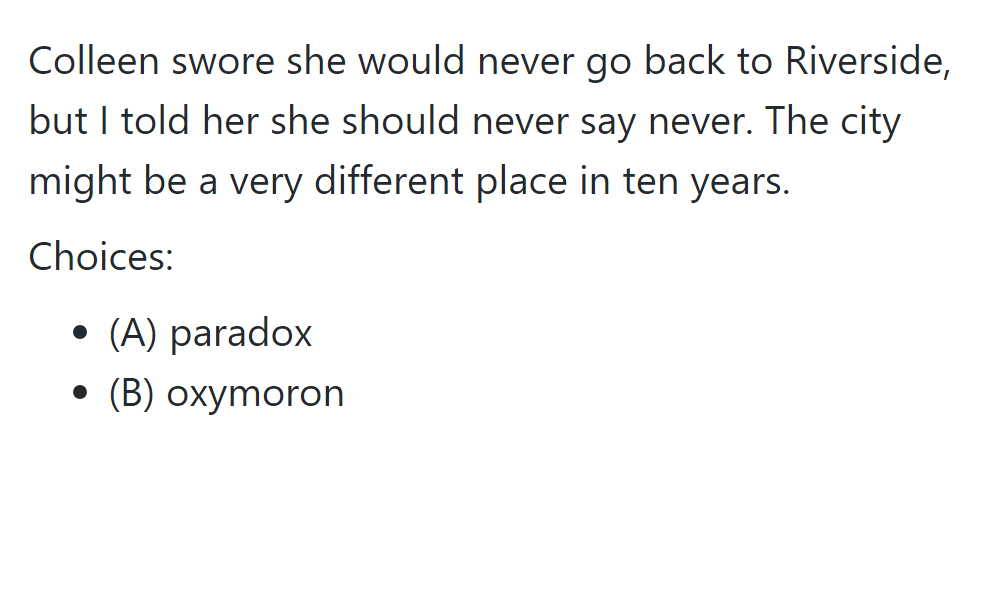 Colleen swore she would never go back to Riverside,
but I told her she should never say never. The city
might be a very different place in ten years.
Choices:
• (A) paradox
• (B) oxymoron